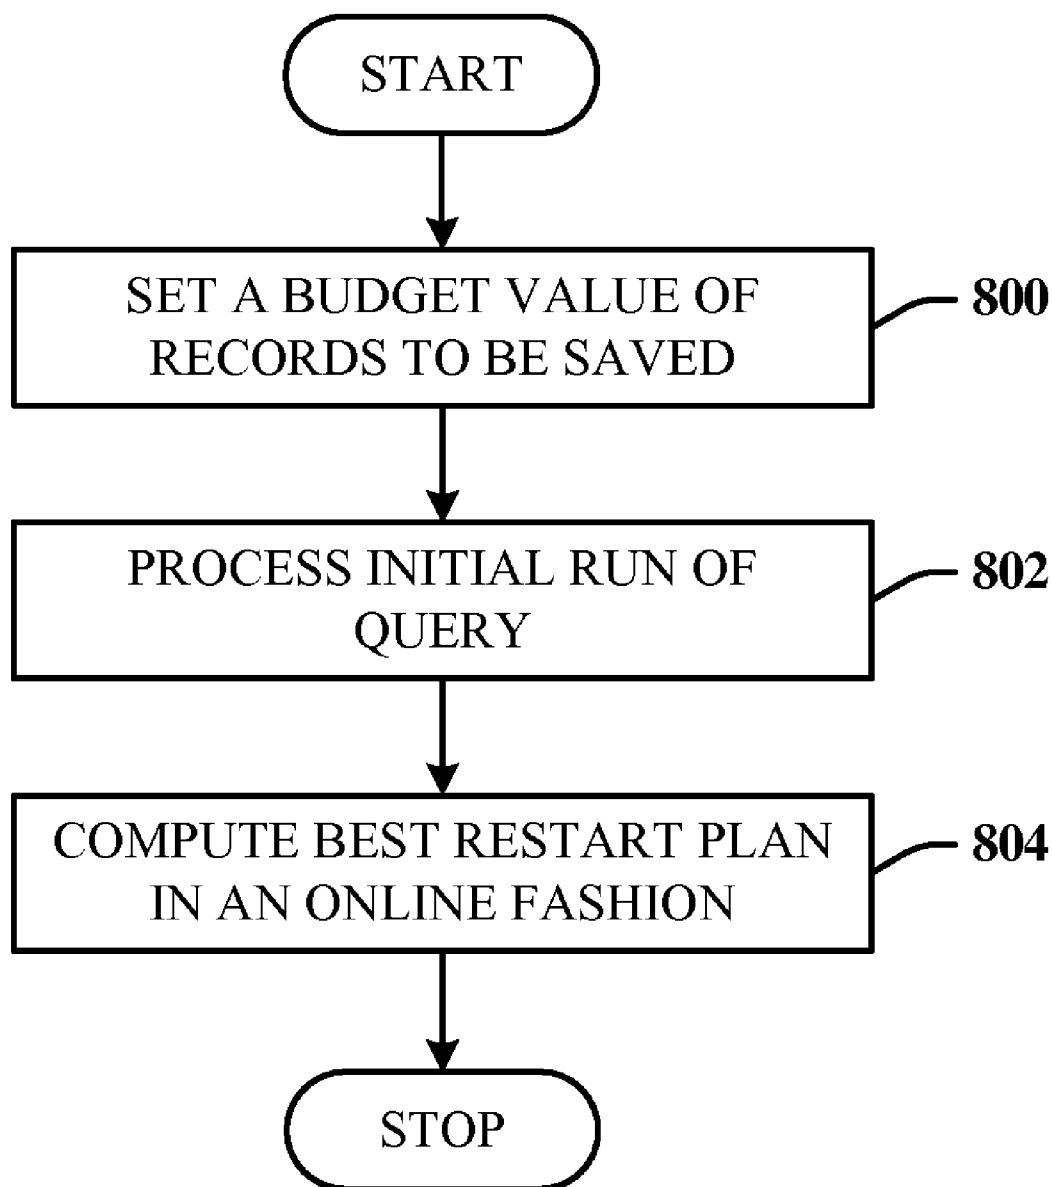 START
SET A BUDGET VALUE OF
RECORDS TO BE SAVED
800
PROCESS INITIAL RUN OF
QUERY
802
COMPUTE BEST RESTART PLAN
IN AN ONLINE FASHION
804
STOP